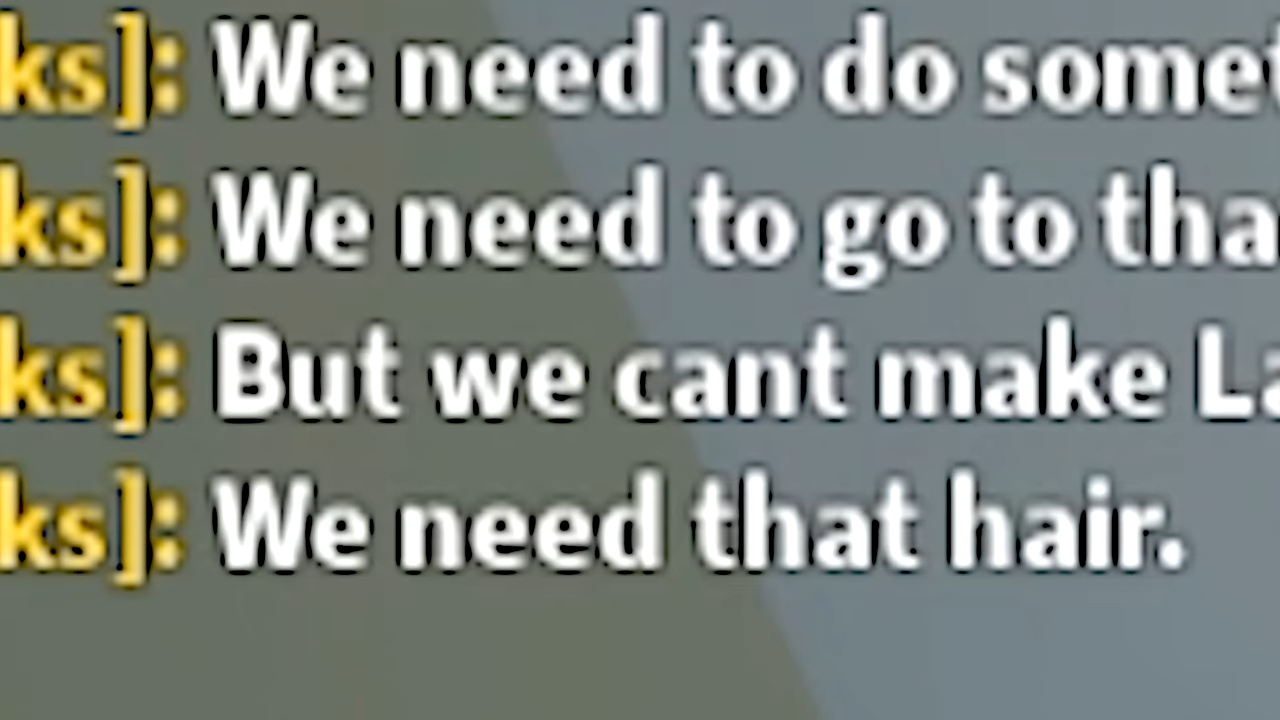 ks]: We need to do somet
ks]: We need to go to tha
ks]: But we cant make La
ks]: We need that hair.